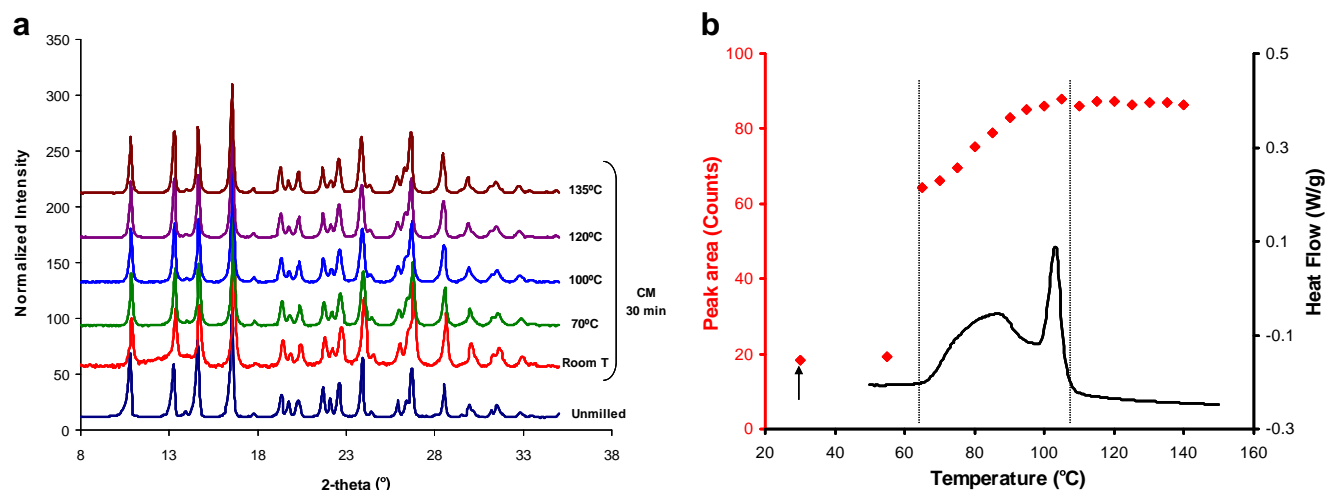 a
350
300
250
200
150
100
50
0
Normalized Intensity
8
13
18
23
28
33
38
2-theta (°)
135ºC
120ºC
100ºC
70ºC
Room T
Unmilled
CM
30 min
b
100
80
60
40
20
0
Peak area (Counts)
0.5
0.3
0.1
-0.1
-0.3
Heat Flow (W/g)
20
40
60
80
100
120
140
160
Temperature (°C)